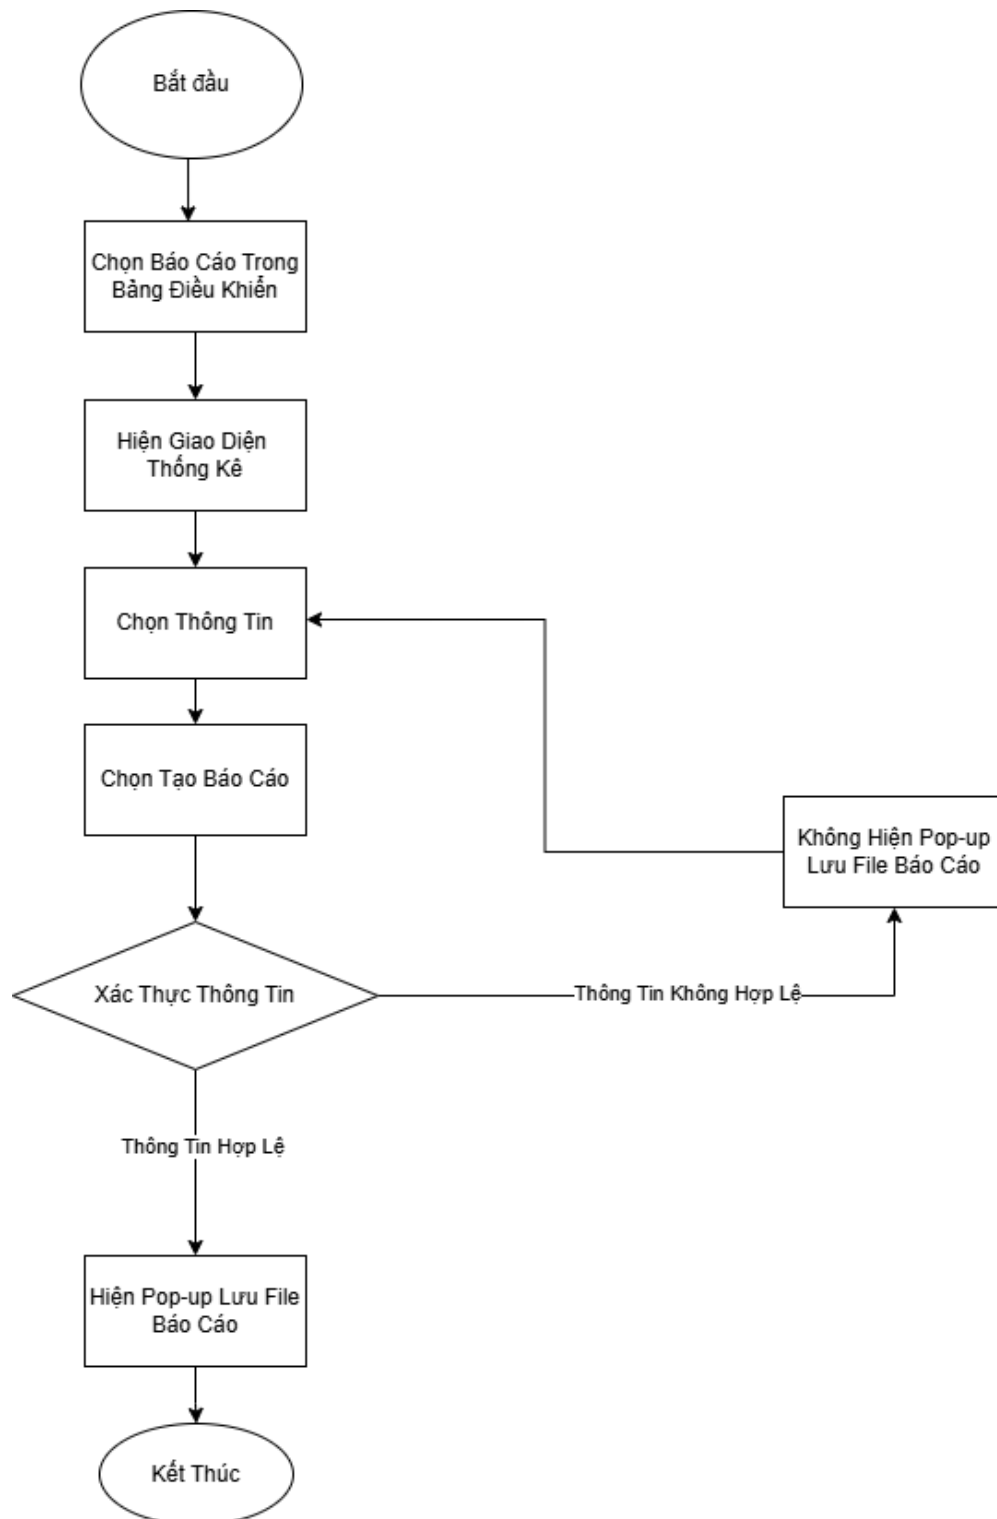 Bắt đầu
Chọn Báo Cáo Trong
Bảng Điều Khiển
Hiện Giao Diện
Thống Kê
Chọn Thông Tin
Chọn Tạo Báo Cáo
Không Hiện Pop-up
Lưu File Báo Cáo
Xác Thực Thông Tin
Thông Tin Không Hợp Lệ
Thông Tin Hợp Lệ
Hiện Pop-up Lưu File
Báo Cáo
Kết Thúc